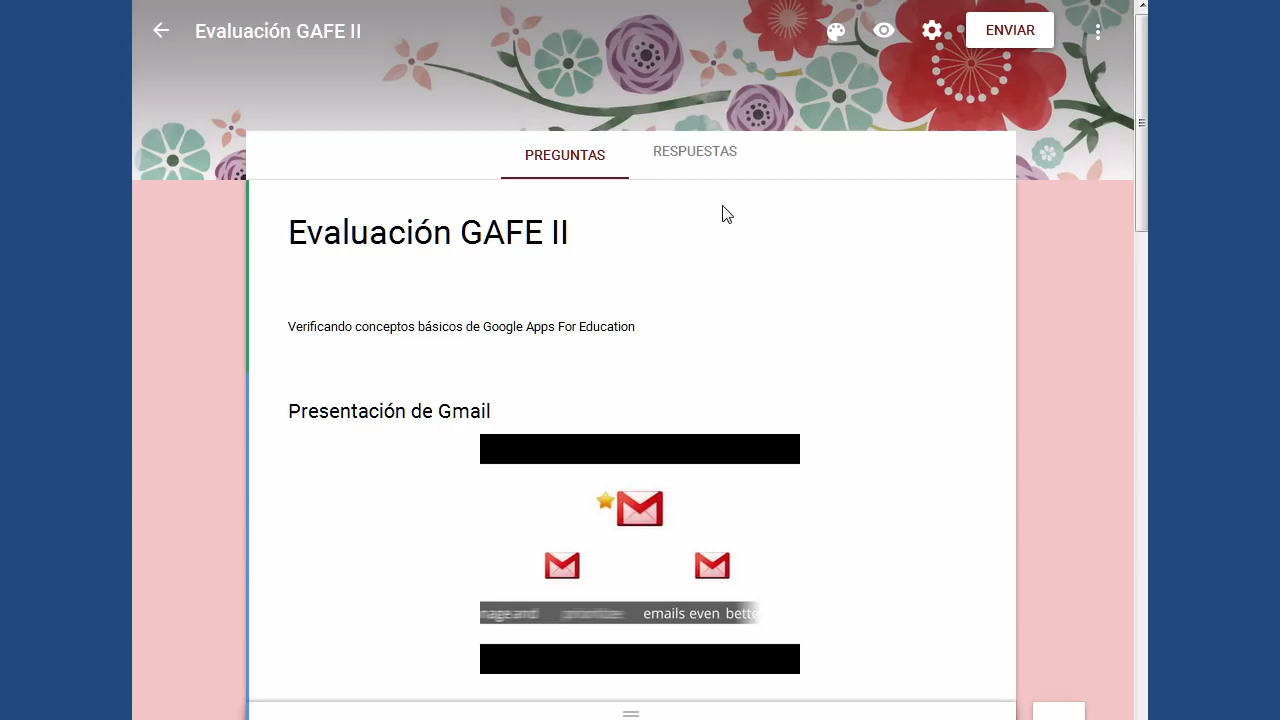 Evaluación GAFE II
ENVIAR
PREGUNTAS
RESPUESTAS
Evaluación GAFE II
Verificando conceptos básicos de Google Apps For Education
Presentación de Gmail
emails even